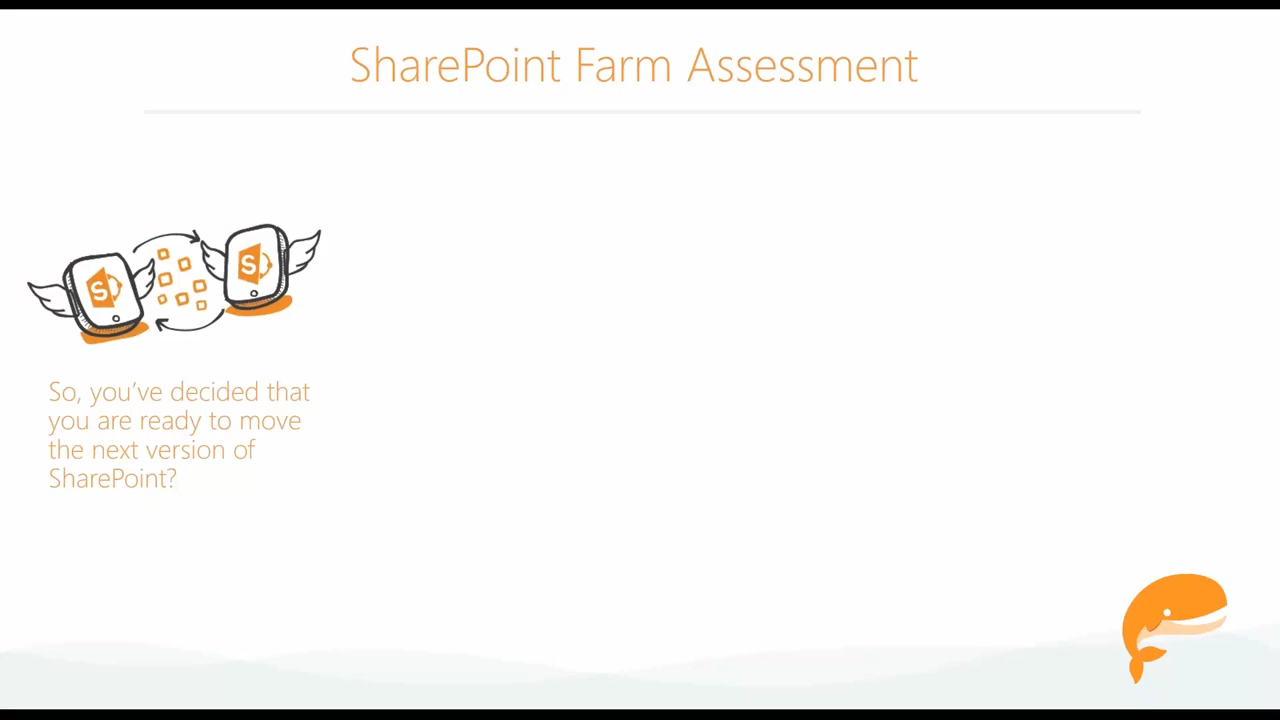 SharePoint Farm Assessment
S
S
So, you've decided that
you are ready to move
the next version of
SharePoint?